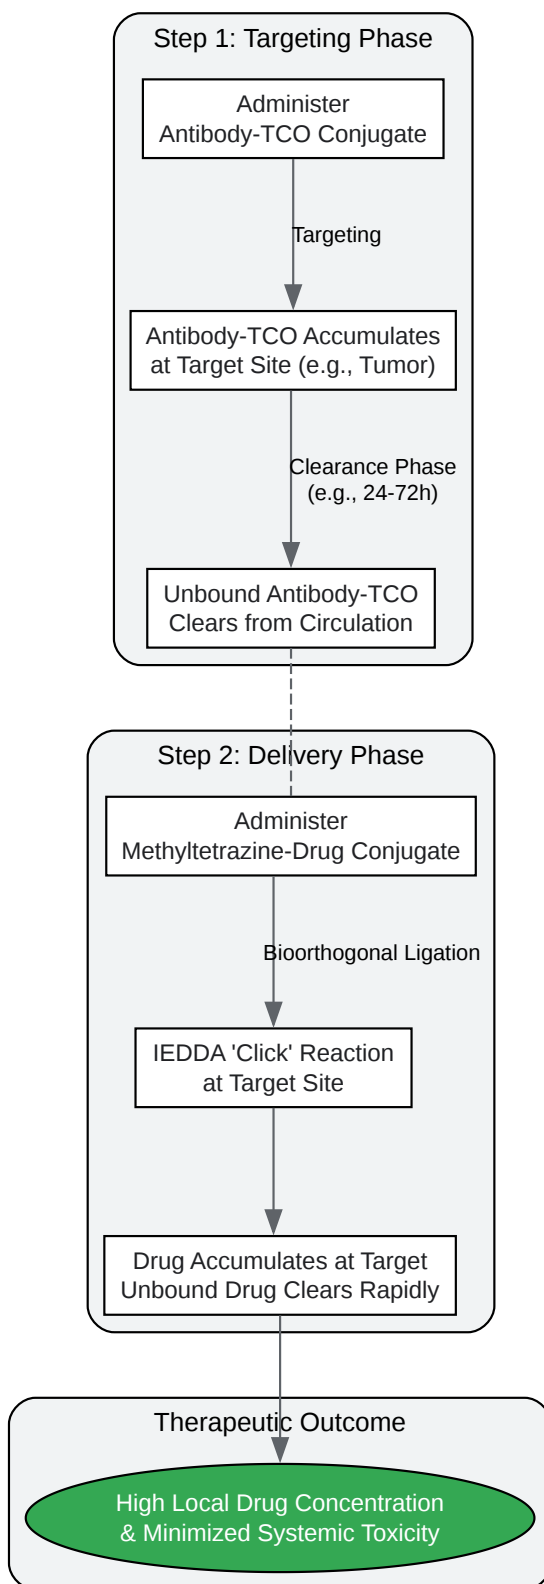 Step 1: Targeting Phase
Administer
Antibody-TCO Conjugate
Targeting
Antibody-TCO Accumulates
at Target Site (e.g., Tumor)
Clearance Phase
(e.g., 24-72h)
Unbound Antibody-TCO
Clears from Circulation
Step 2: Delivery Phase
Administer
Methyltetrazine-Drug Conjugate
Bioorthogonal Ligation
IEDDA 'Click' Reaction
at Target Site
Drug Accumulates at Target
Unbound Drug Clears Rapidly
Therapeutic Outcome
High Local Drug Concentration
& Minimized Systemic Toxicity